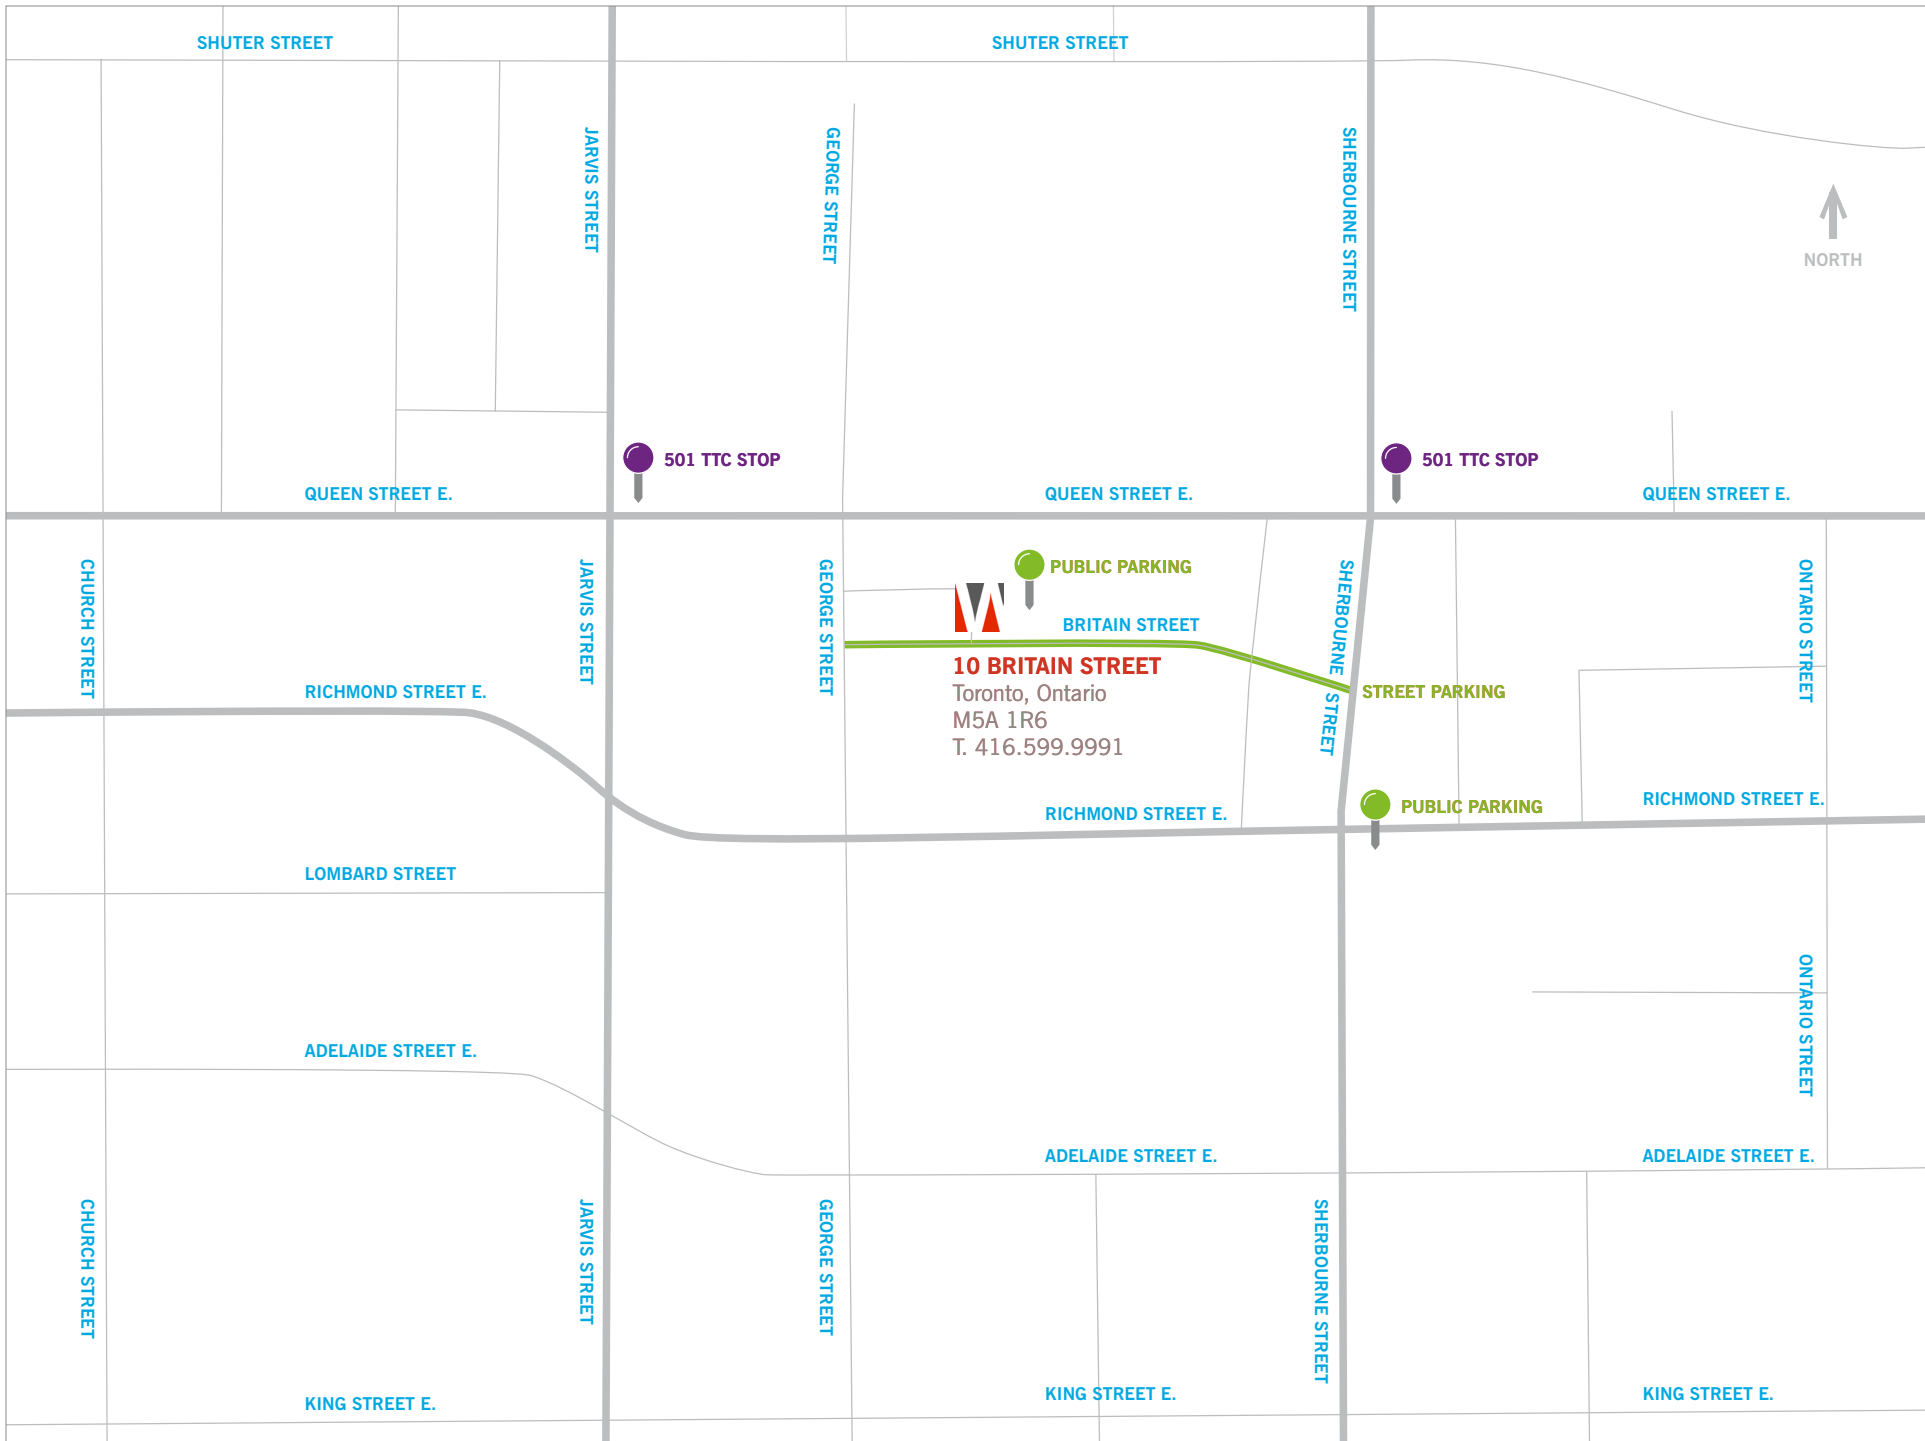 SHUTER STREET
SHUTER STREET
JARVIS STREET
GEORGE STREET
SHERBOURNE STREET
NORTH
501 TTC STOP
501 TTC STOP
QUEEN STREET E.
QUEEN STREET E.
QUEEN STREET E.
CHURCH STREET
JARVIS STREET
GEORGE STREET
PUBLIC PARKING
W
BRITAIN STREET
10 BRITAIN STREET
Toronto, Ontario
M5A 1R6
T. 416.599.9991
SHERBOURNE STREET
STREET PARKING
ONTARIO STREET
RICHMOND STREET E.
RICHMOND STREET E.
PUBLIC PARKING
RICHMOND STREET E.
LOMBARD STREET
ONTARIO STREET
ADELAIDE STREET E.
ADELAIDE STREET E.
ADELAIDE STREET E.
CHURCH STREET
JARVIS STREET
GEORGE STREET
SHERBOURNE STREET
KING STREET E.
KING STREET E.
KING STREET E.